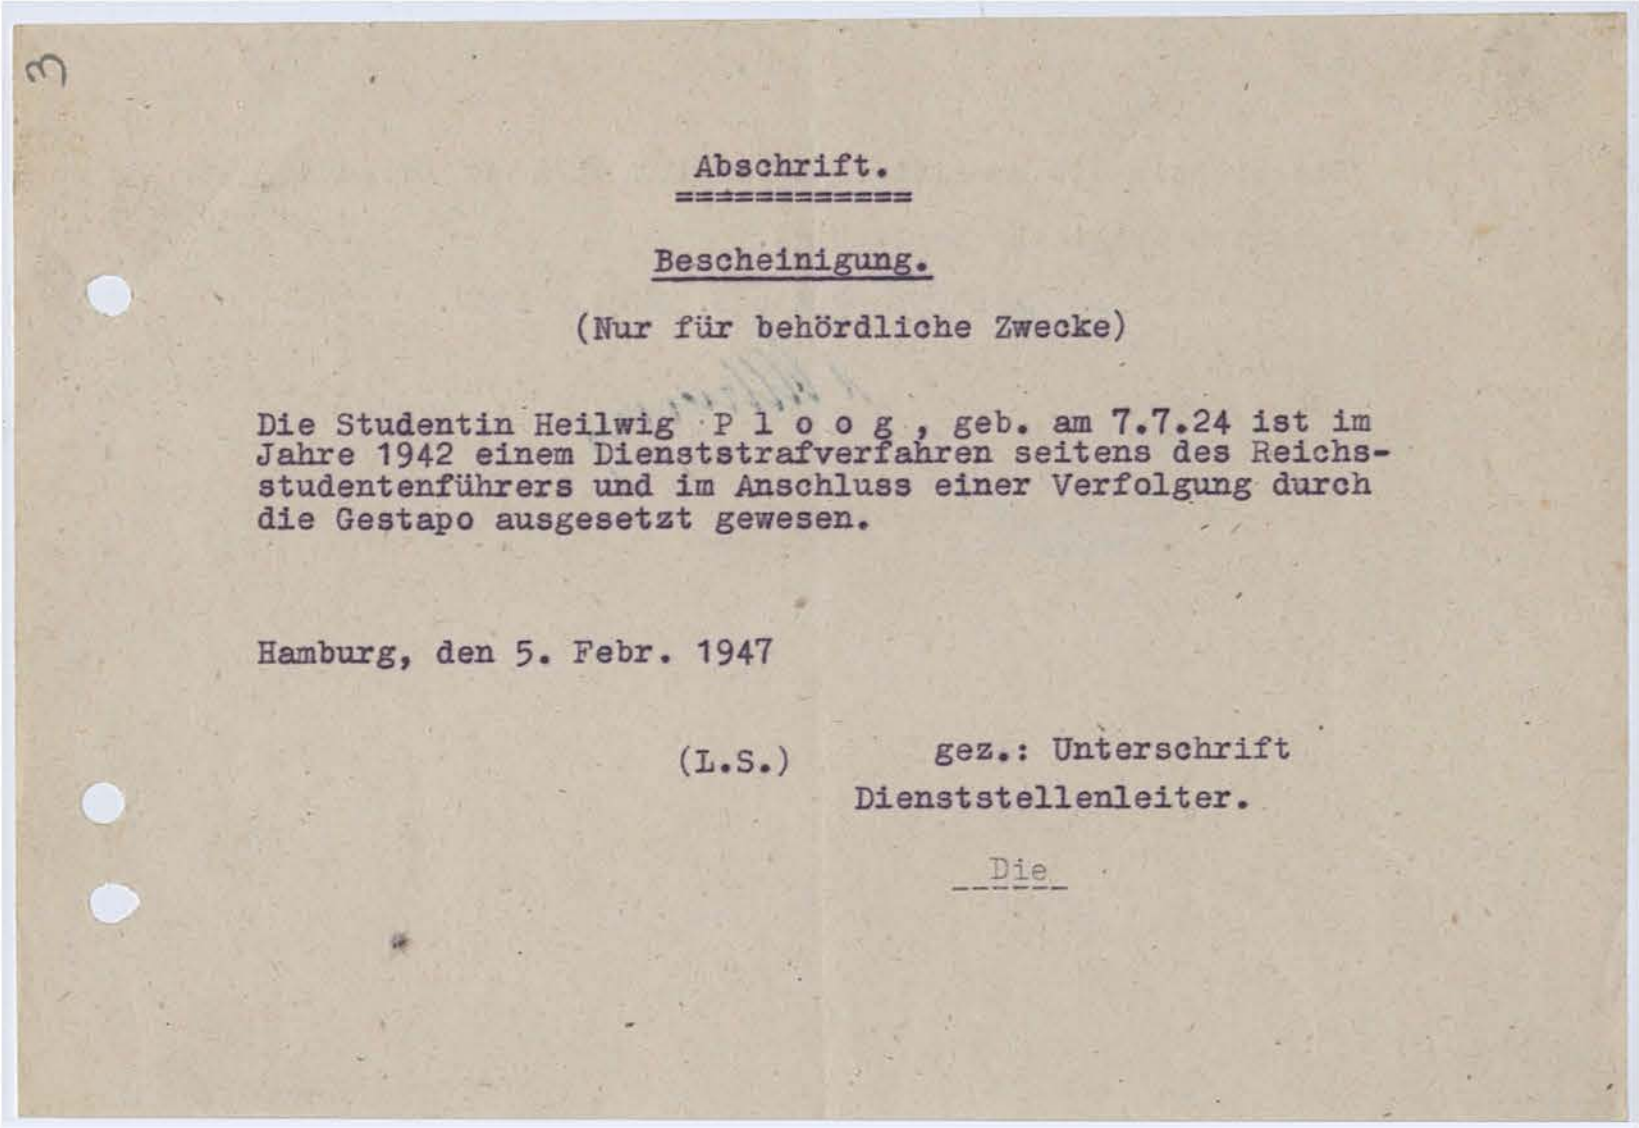 3
Abschrift.
============
Bescheinigung.
(Nur für behördliche Zwecke)
Die Studentin Heilwig P l o o g , geb. am 7.7.24 ist im
Jahre 1942 einem Dienststrafverfahren seitens des Reichs-
studentenführers und im Anschluss einer Verfolgung durch
die Gestapo ausgesetzt gewesen.
Hamburg, den 5. Febr. 1947
(L.S.) gez.: Unterschrift
Dienststellenleiter.
Die